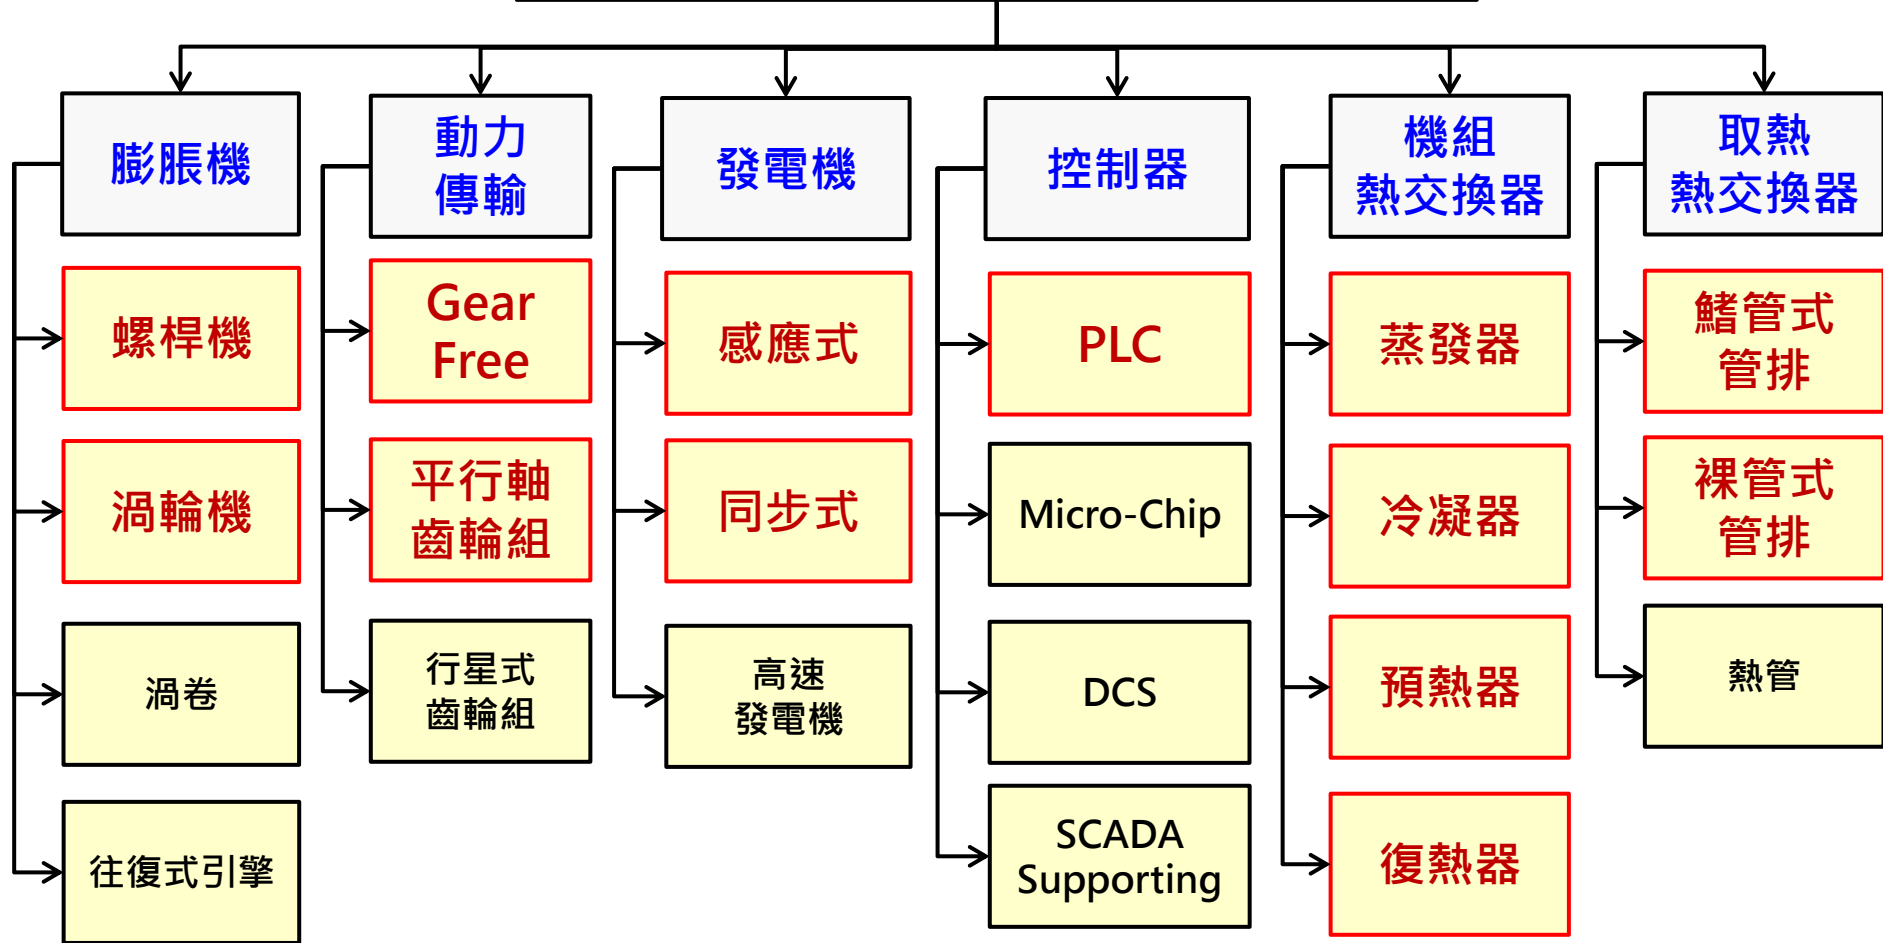 膨脹機
動力
傳輸
發電機
控制器
機組
熱交換器
取熱
熱交換器
螺桿機
渦輪機
渦卷
往復式引擎
Gear
Free
平行軸
齒輪組
行星式
齒輪組
感應式
同步式
高速
發電機
PLC
Micro-Chip
DCS
SCADA
Supporting
蒸發器
冷凝器
預熱器
復熱器
鰭管式
管排
裸管式
管排
熱管